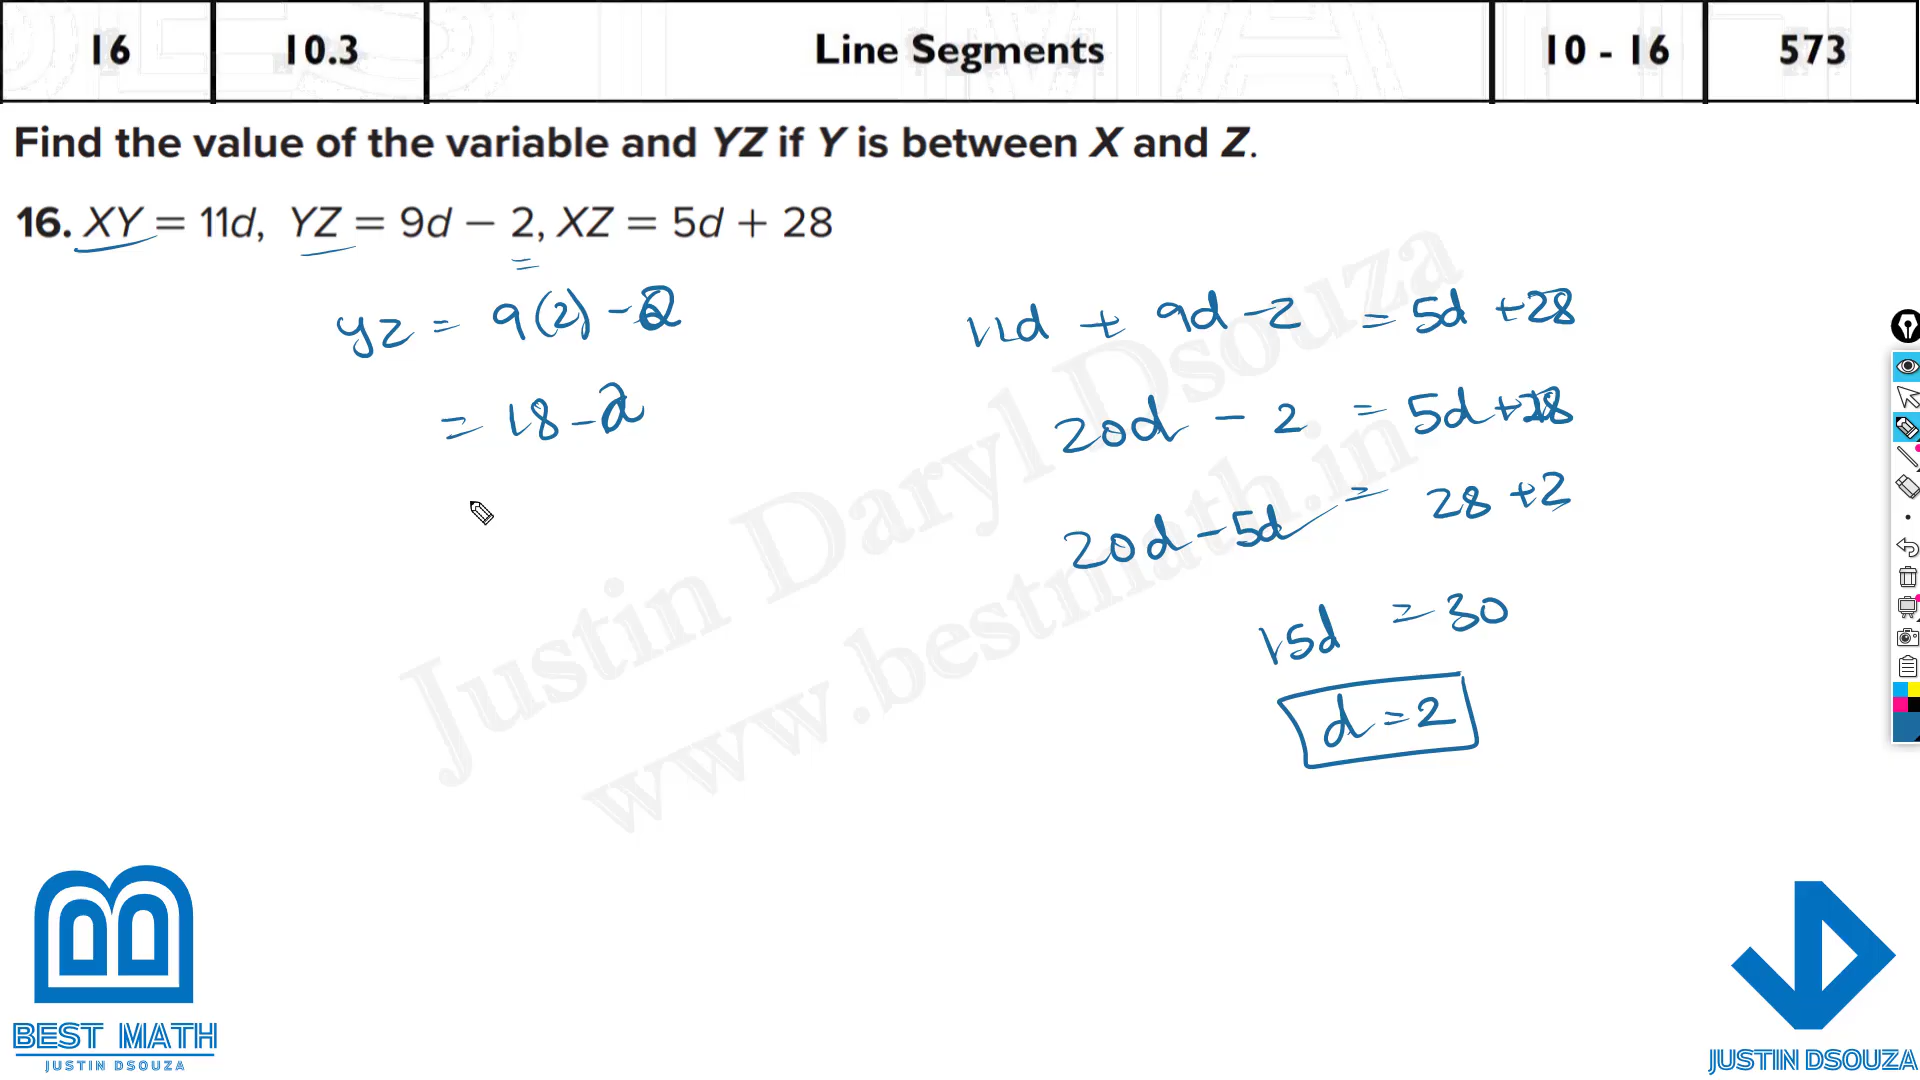 16 10.3 Line Segments 10 - 16 573
Find the value of the variable and YZ if Y is between X and Z.
16. XY = 11d, YZ = 9d − 2, XZ = 5d + 28
yz = 9(2) - 2
= 18 - 2
11d + 9d - 2 = 5d + 28
20d - 2 = 5d + 28
20d - 5d = 28 + 2
15d = 30
d = 2
Justin Daryl Dsouza
www.bestmath.in
BEST MATH
JUSTIN DSOUZA
JUSTIN DSOUZA